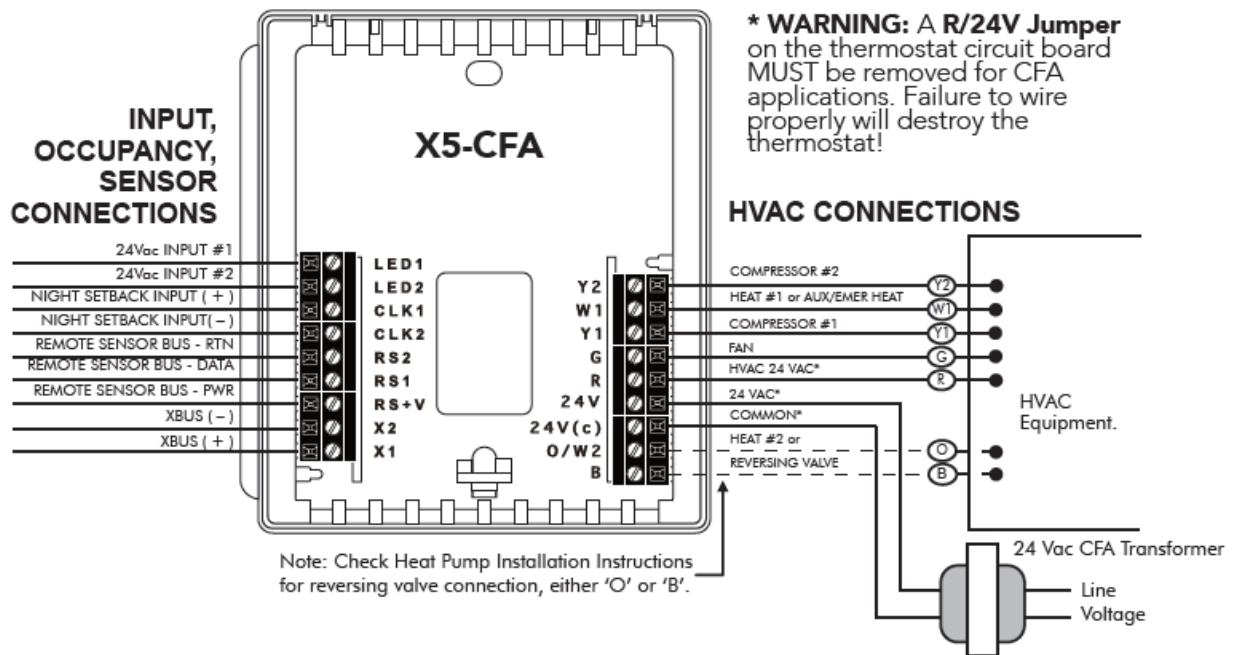 * WARNING: A R/24V Jumper
on the thermostat circuit board
MUST be removed for CFA
applications. Failure to wire
properly will destroy the
thermostat!
X5-CFA
INPUT,
OCCUPANCY,
SENSOR
CONNECTIONS
24Vac INPUT #1
24Vac INPUT #2
NIGHT SETBACK INPUT ( + )
NIGHT SETBACK INPUT( – )
REMOTE SENSOR BUS - RTN
REMOTE SENSOR BUS - DATA
REMOTE SENSOR BUS - PWR
XBUS ( – )
XBUS ( + )
LED1
LED2
CLK1
CLK2
RS2
RS1
RS+V
X2
X1
Y2
W1
Y1
G
R
24V
24V(c)
O/W2
B
HVAC CONNECTIONS
COMPRESSOR #2
HEAT #1 or AUX/EMER HEAT
COMPRESSOR #1
FAN
HVAC 24 VAC*
24 VAC*
COMMON*
HEAT #2 or
REVERSING VALVE
Y2
W1
Y1
G
R
O
B
HVAC
Equipment.
Note: Check Heat Pump Installation Instructions
for reversing valve connection, either ‘O’ or ‘B’.
24 Vac CFA Transformer
Line
Voltage